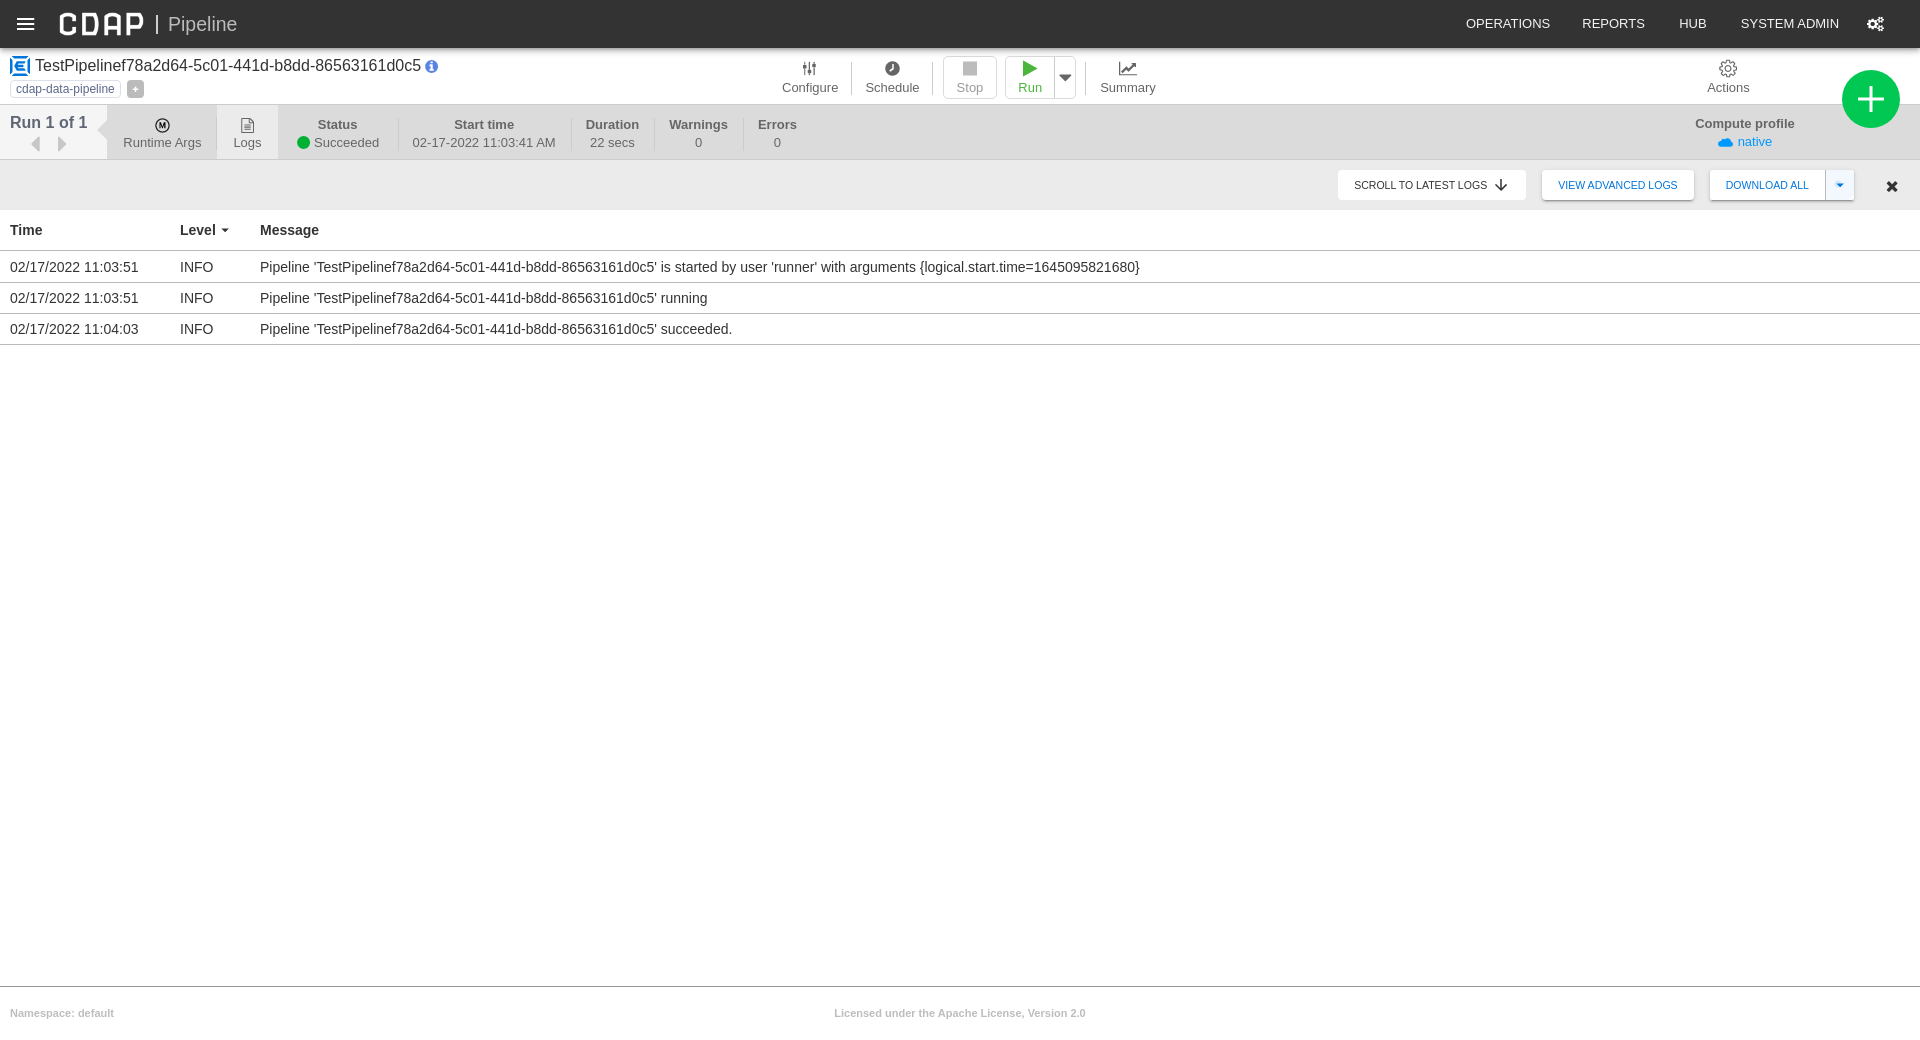 CDAP | Pipeline
OPERATIONS
REPORTS
HUB
SYSTEM ADMIN
TestPipelinef78a2d64-5c01-441d-b8dd-86563161d0c5
cdap-data-pipeline
+
Configure
Schedule
Stop
Run
Summary
Actions
Run 1 of 1
Runtime Args
Logs
Status
Succeeded
Start time
02-17-2022 11:03:41 AM
Duration
22 secs
Warnings
0
Errors
0
Compute profile
native
SCROLL TO LATEST LOGS
VIEW ADVANCED LOGS
DOWNLOAD ALL
Time Level Message
02/17/2022 11:03:51 INFO Pipeline 'TestPipelinef78a2d64-5c01-441d-b8dd-86563161d0c5' is started by user 'runner' with arguments {logical.start.time=1645095821680}
02/17/2022 11:03:51 INFO Pipeline 'TestPipelinef78a2d64-5c01-441d-b8dd-86563161d0c5' running
02/17/2022 11:04:03 INFO Pipeline 'TestPipelinef78a2d64-5c01-441d-b8dd-86563161d0c5' succeeded.
Namespace: default
Licensed under the Apache License, Version 2.0